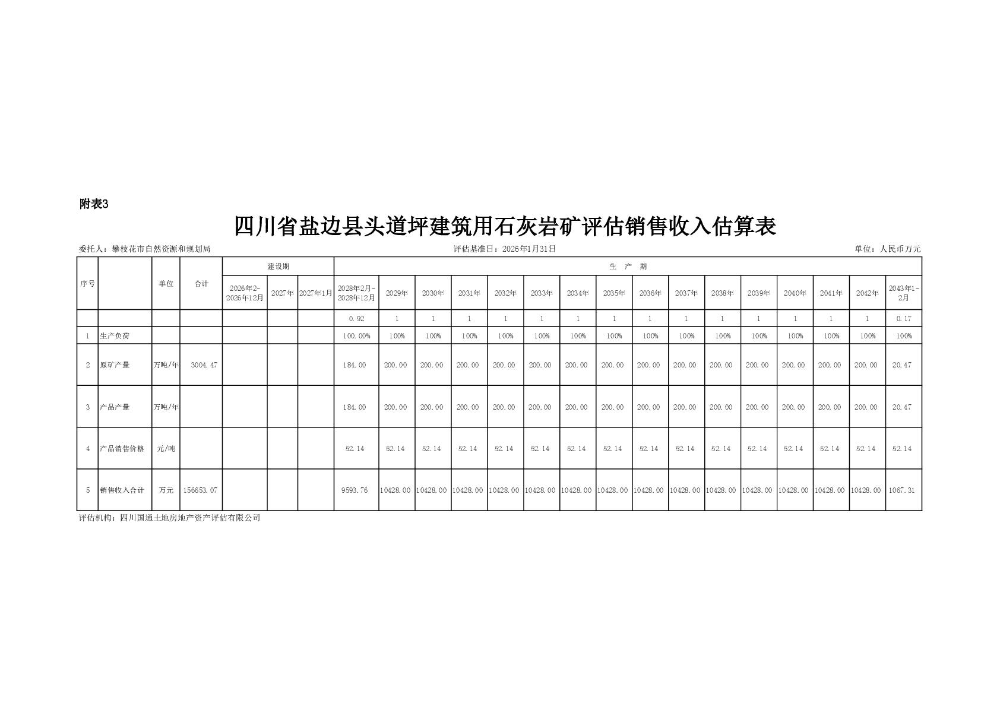 附表3
四川省盐边县头道坪建筑用石灰岩矿评估销售收入估算表
委托人：攀枝花市自然资源和规划局 评估基准日：2026年1月31日 单位：人民币万元
序号 单位 合计 建设期 生 产 期
2026年2-2026年12月 2027年 2027年1月 2028年2月-2028年12月 2029年 2030年 2031年 2032年 2033年 2034年 2035年 2036年 2037年 2038年 2039年 2040年 2041年 2042年 2043年1-2月
0.92 1 1 1 1 1 1 1 1 1 1 1 1 1 1 0.17
1 生产负荷 100.00% 100% 100% 100% 100% 100% 100% 100% 100% 100% 100% 100% 100% 100% 100% 100%
2 原矿产量 万吨/年 3004.47 184.00 200.00 200.00 200.00 200.00 200.00 200.00 200.00 200.00 200.00 200.00 200.00 200.00 200.00 200.00 20.47
3 产品产量 万吨/年 184.00 200.00 200.00 200.00 200.00 200.00 200.00 200.00 200.00 200.00 200.00 200.00 200.00 200.00 200.00 20.47
4 产品销售价格 元/吨 52.14 52.14 52.14 52.14 52.14 52.14 52.14 52.14 52.14 52.14 52.14 52.14 52.14 52.14 52.14 52.14
5 销售收入合计 万元 156653.07 9593.76 10428.00 10428.00 10428.00 10428.00 10428.00 10428.00 10428.00 10428.00 10428.00 10428.00 10428.00 10428.00 10428.00 10428.00 1067.31
评估机构：四川国通土地房地产资产评估有限公司